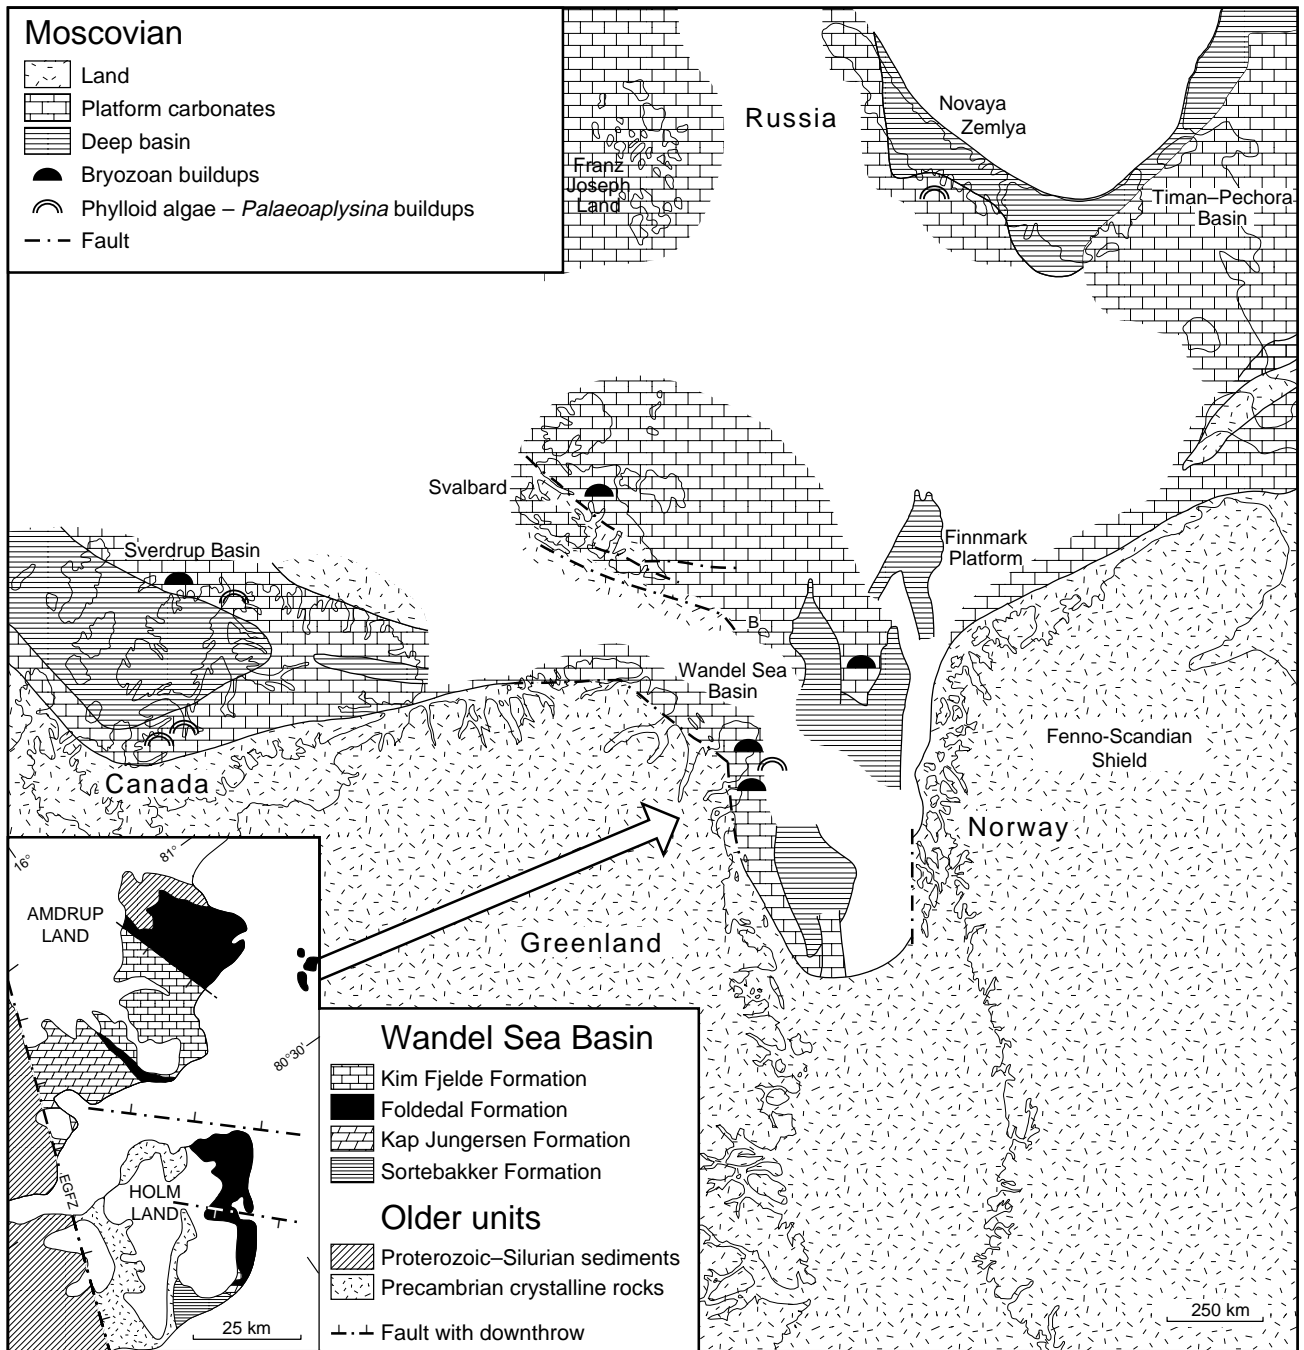 Moscovian
Land
Platform carbonates
Deep basin
Bryozoan buildups
Phylloid algae – Palaeoaplysina buildups
Fault
Russia
Novaya
Zemlya
Franz
Joseph
Land
Timan–Pechora
Basin
Svalbard
Sverdrup Basin
Finnmark
Platform
B
Wandel Sea
Basin
Fenno-Scandian
Shield
Canada
Norway
Greenland
16°
81°
AMDRUP
LAND
80°30'
EGFZ
HOLM
LAND
25 km
Wandel Sea Basin
Kim Fjelde Formation
Foldedal Formation
Kap Jungersen Formation
Sortebakker Formation
Older units
Proterozoic–Silurian sediments
Precambrian crystalline rocks
Fault with downthrow
250 km